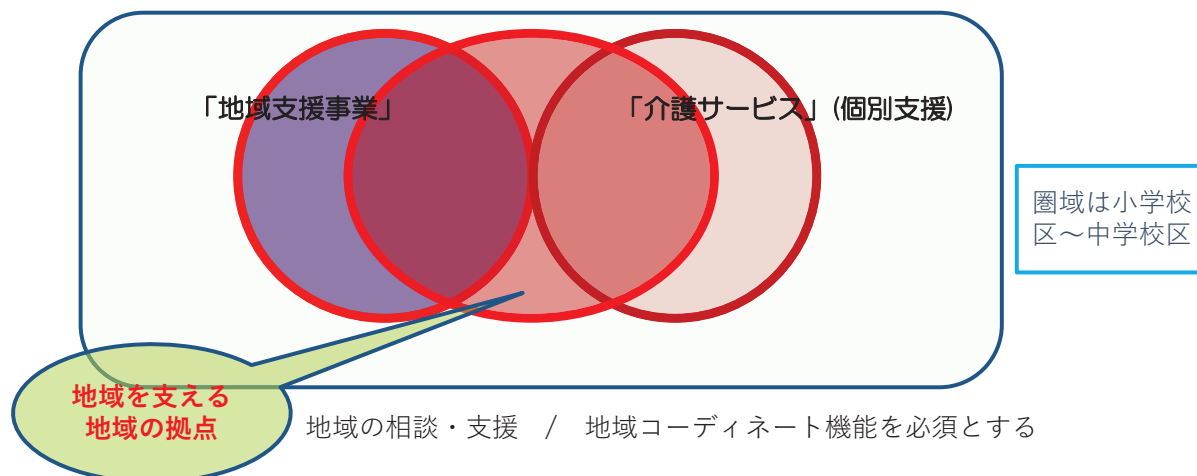 「地域支援事業」
「介護サービス」(個別支援)
圏域は小学校
区～中学校区
地域を支える
地域の拠点
地域の相談・支援　/　地域コーディネート機能を必須とする